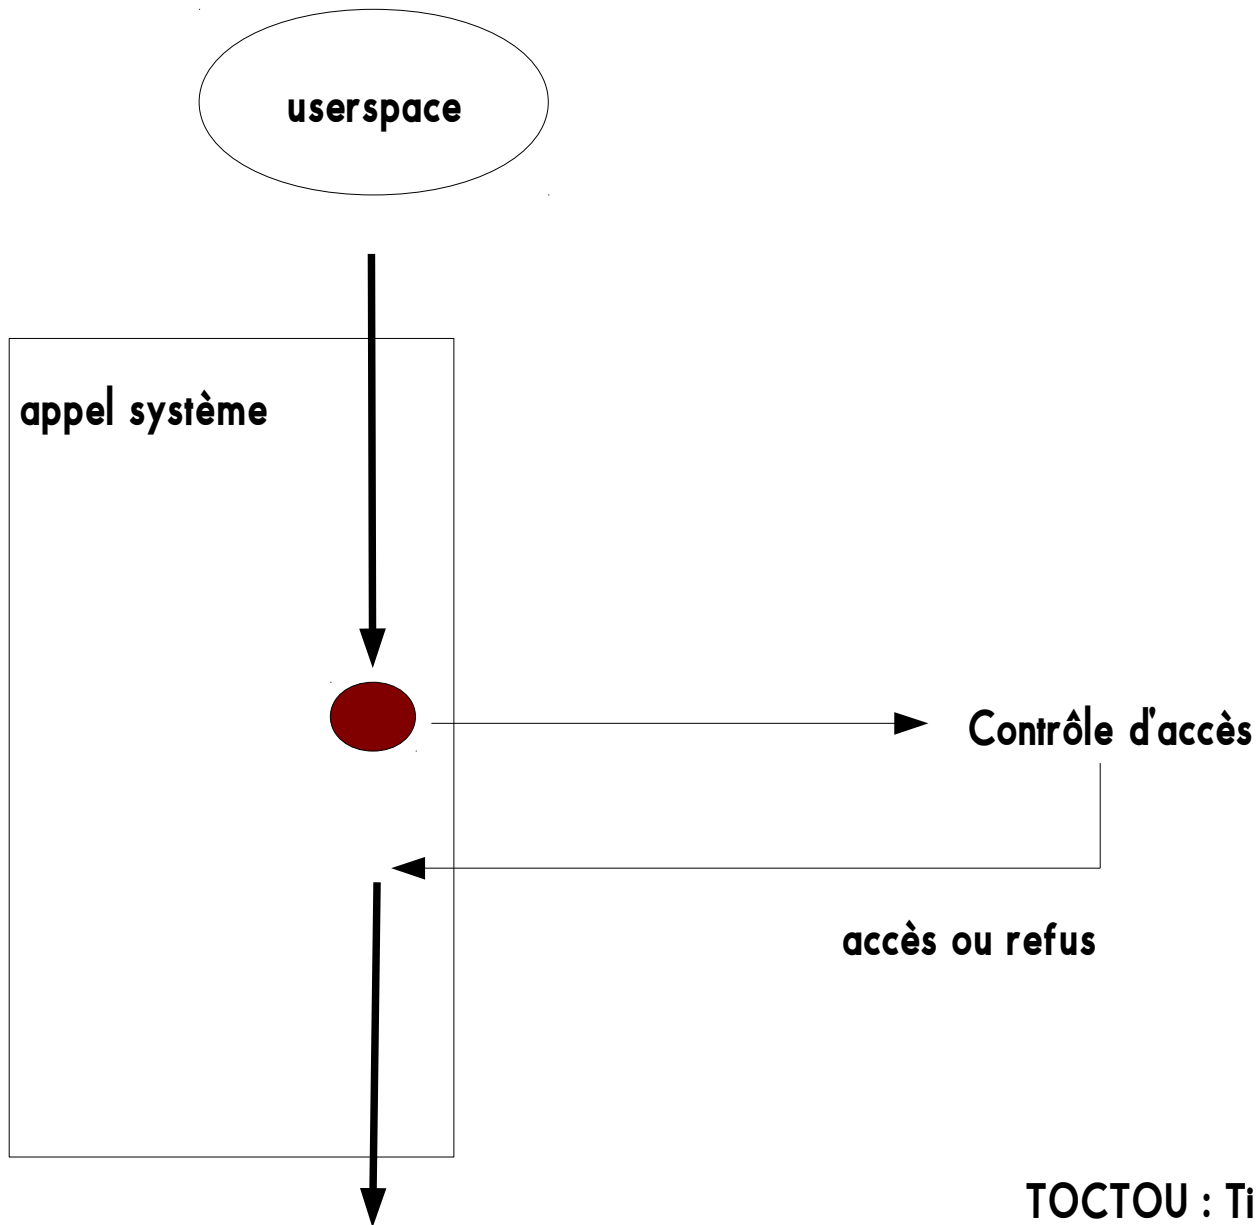 userspace
appel système
Contrôle d'accès
accès ou refus
TOCTOU : Ti